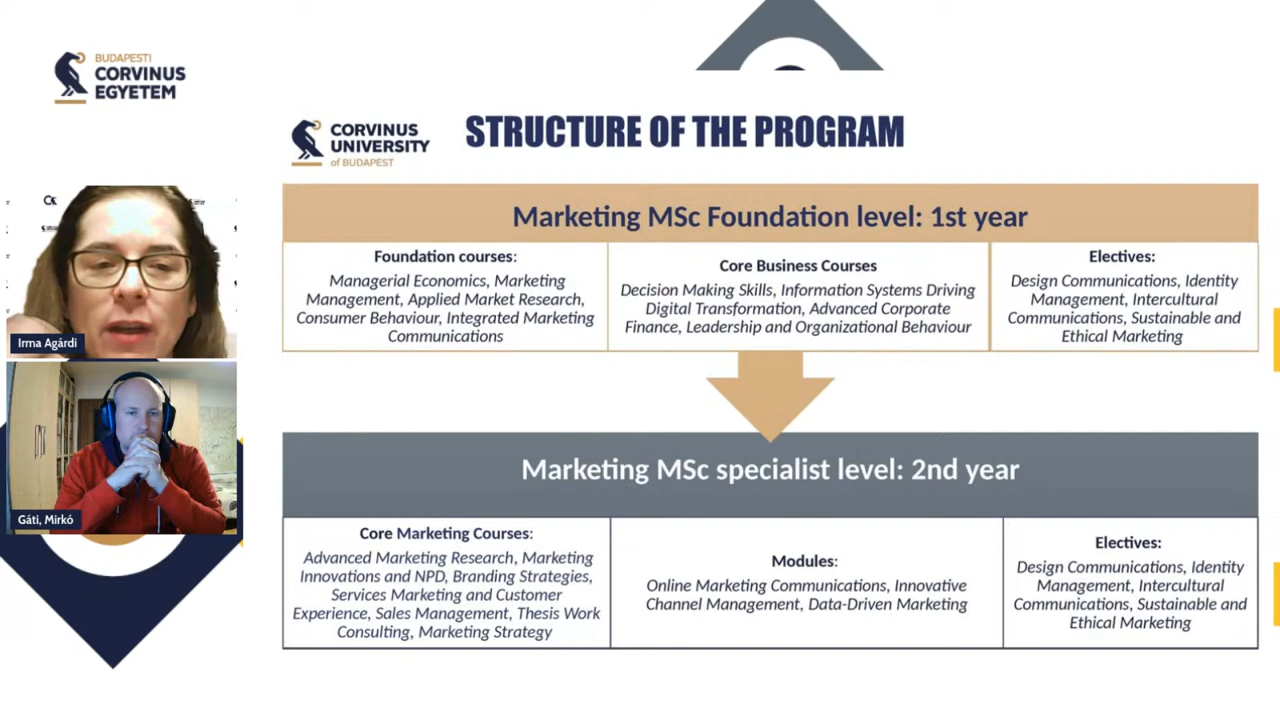 BUDAPESTI
CORVINUS
EGYETEM
CORVINUS
UNIVERSITY
of BUDAPEST
STRUCTURE OF THE PROGRAM
Marketing MSc Foundation level: 1st year
Foundation courses:
Managerial Economics, Marketing
Management, Applied Market Research,
Consumer Behaviour, Integrated Marketing
Communications
Core Business Courses
Decision Making Skills, Information Systems Driving
Digital Transformation, Advanced Corporate
Finance, Leadership and Organizational Behaviour
Electives:
Design Communications, Identity
Management, Intercultural
Communications, Sustainable and
Ethical Marketing
Irma Agárdi
Gáti, Mirkó
Marketing MSc specialist level: 2nd year
Core Marketing Courses:
Advanced Marketing Research, Marketing
Innovations and NPD, Branding Strategies,
Services Marketing and Customer
Experience, Sales Management, Thesis Work
Consulting, Marketing Strategy
Modules:
Online Marketing Communications, Innovative
Channel Management, Data-Driven Marketing
Electives:
Design Communications, Identity
Management, Intercultural
Communications, Sustainable and
Ethical Marketing